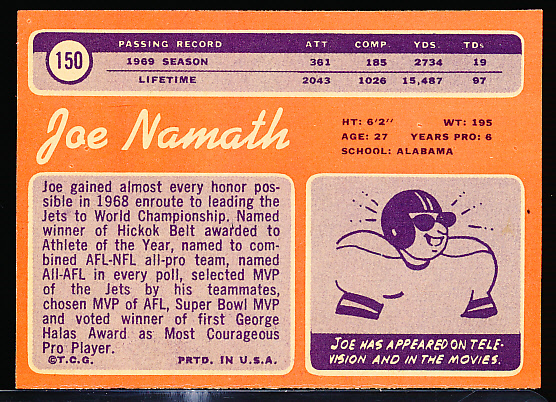 150
PASSING RECORD ATT COMP. YDS. TDs
1969 SEASON 361 185 2734 19
LIFETIME 2043 1026 15,487 97
Joe Namath
HT: 6'2" WT: 195
AGE: 27 YEARS PRO: 6
SCHOOL: ALABAMA
Joe gained almost every honor pos-
sible in 1968 enroute to leading the
Jets to World Championship. Named
winner of Hickok Belt awarded to
Athlete of the Year, named to com-
bined AFL-NFL all-pro team, named
All-AFL in every poll, selected MVP
of the Jets by his teammates,
chosen MVP of AFL, Super Bowl MVP
and voted winner of first George
Halas Award as Most Courageous
Pro Player.
©T.C.G. PRTD. IN U.S.A.
JOE HAS APPEARED ON TELE-
VISION AND IN THE MOVIES.